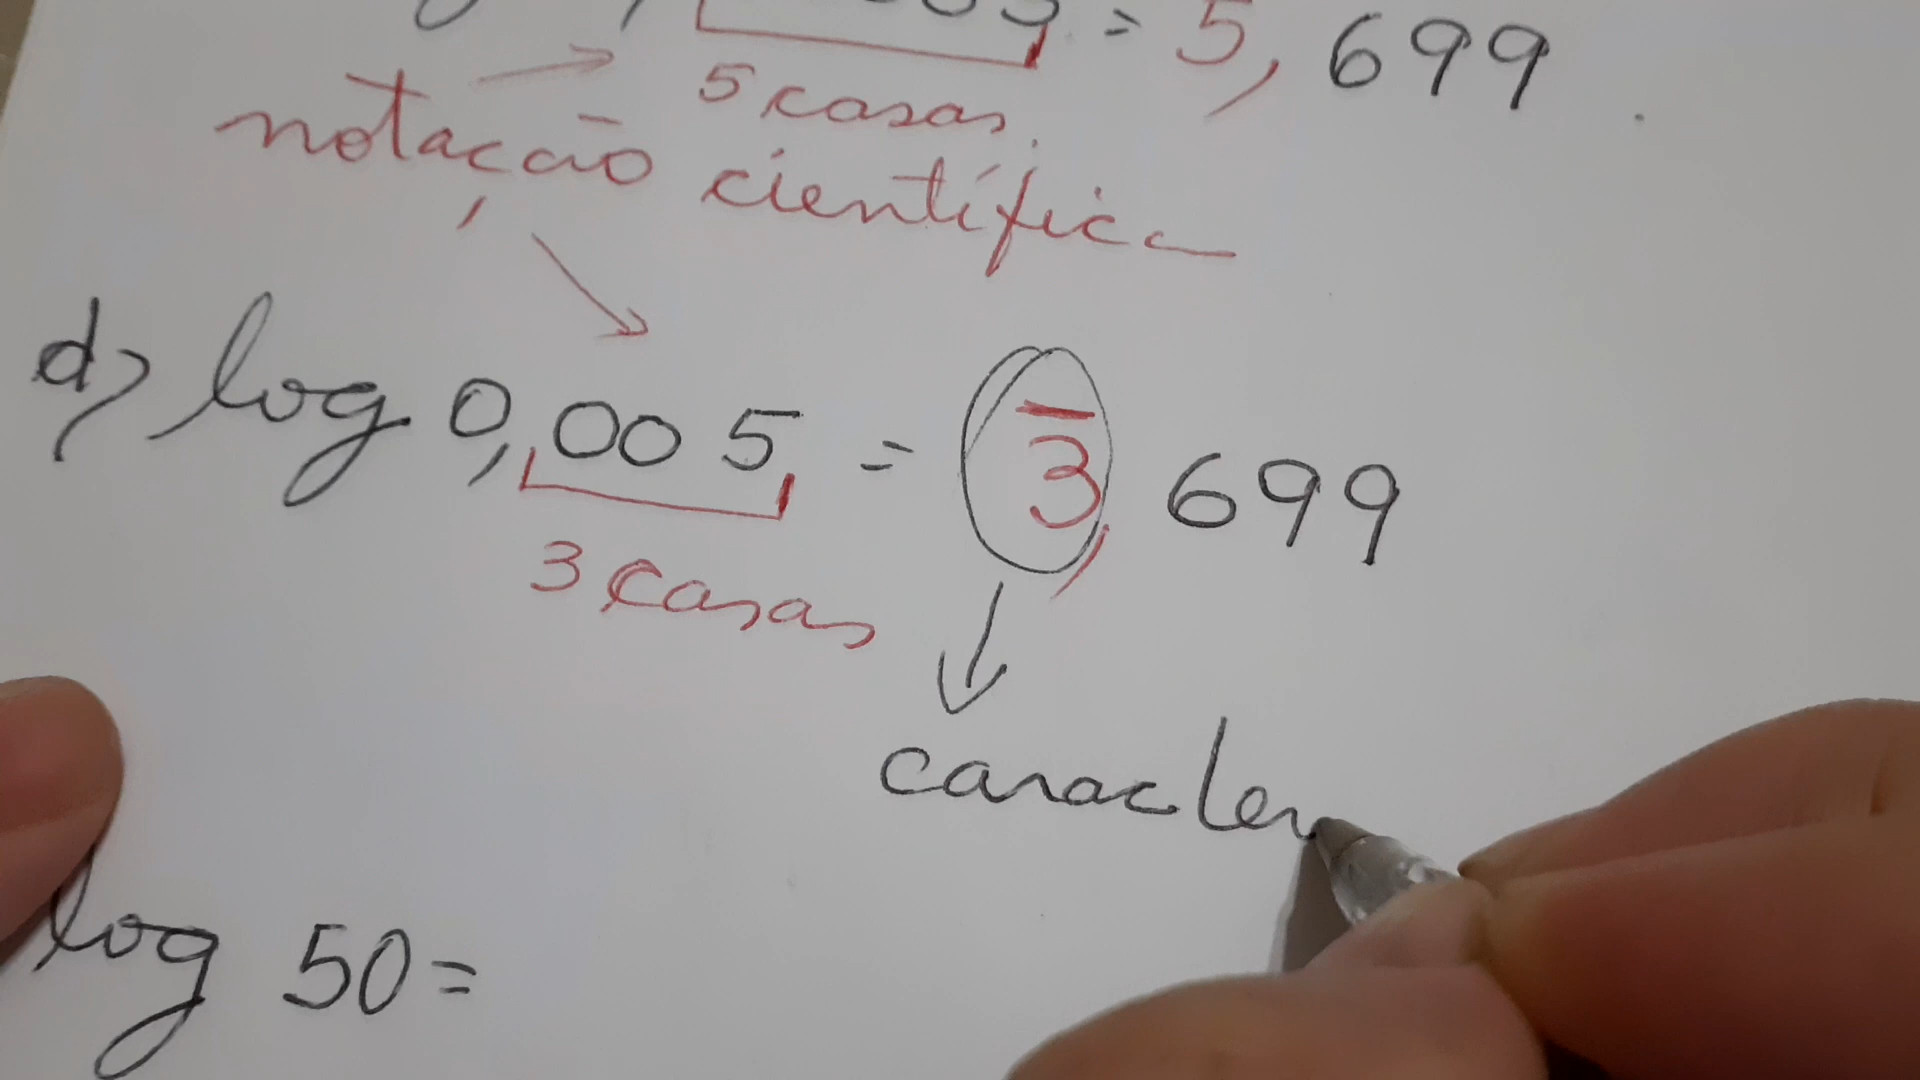 = 5,699
5 casas
notação científica
d) log 0,005 = 3̅,699
3 casas
caracter
log 50=